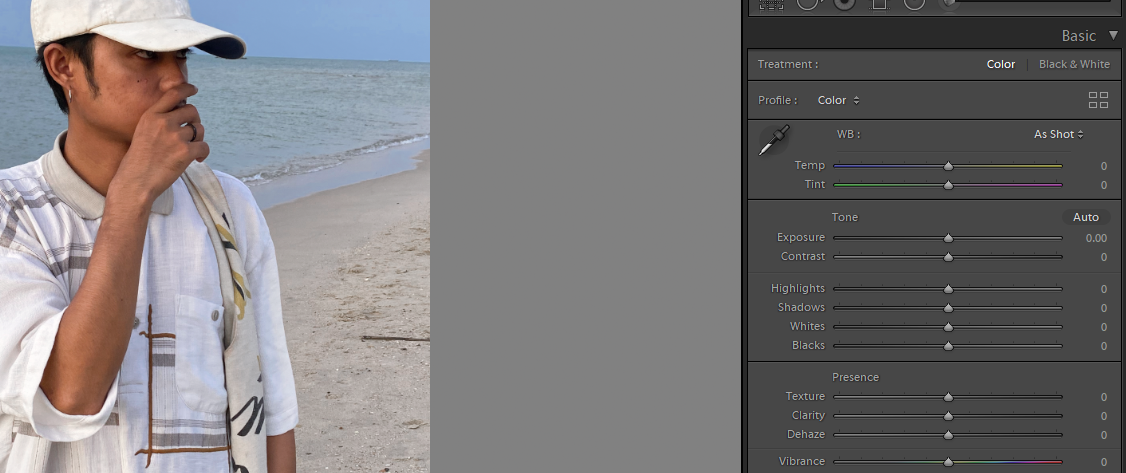 Basic
Treatment : Color Black & White
Profile : Color
WB : As Shot
Temp 0
Tint 0
Tone Auto
Exposure 0.00
Contrast 0
Highlights 0
Shadows 0
Whites 0
Blacks 0
Presence
Texture 0
Clarity 0
Dehaze 0
Vibrance 0